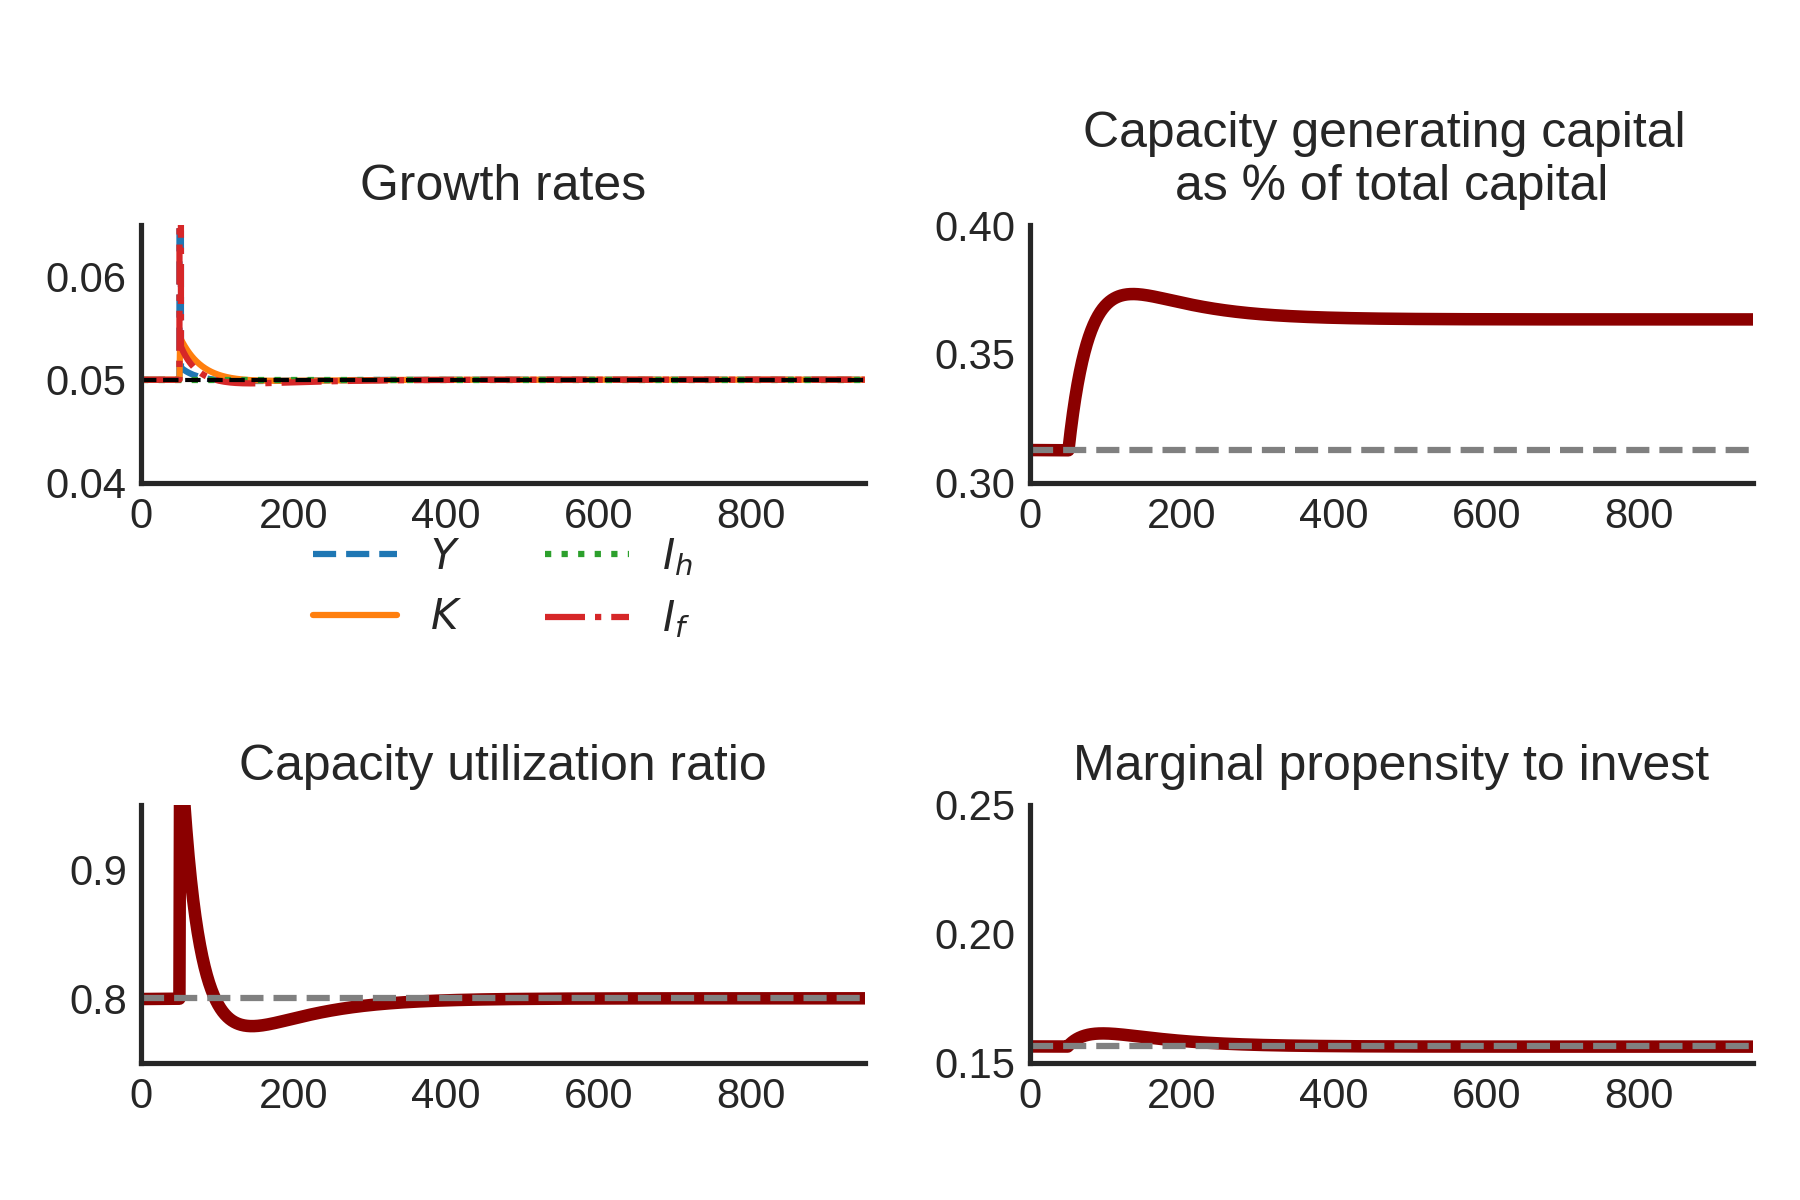 Growth rates
0.06
0.05
0.04
0 200 400 600 800
Y I_h
K I_f
Capacity generating capital
as % of total capital
0.40
0.35
0.30
0 200 400 600 800
Capacity utilization ratio
0.9
0.8
0 200 400 600 800
Marginal propensity to invest
0.25
0.20
0.15
0 200 400 600 800